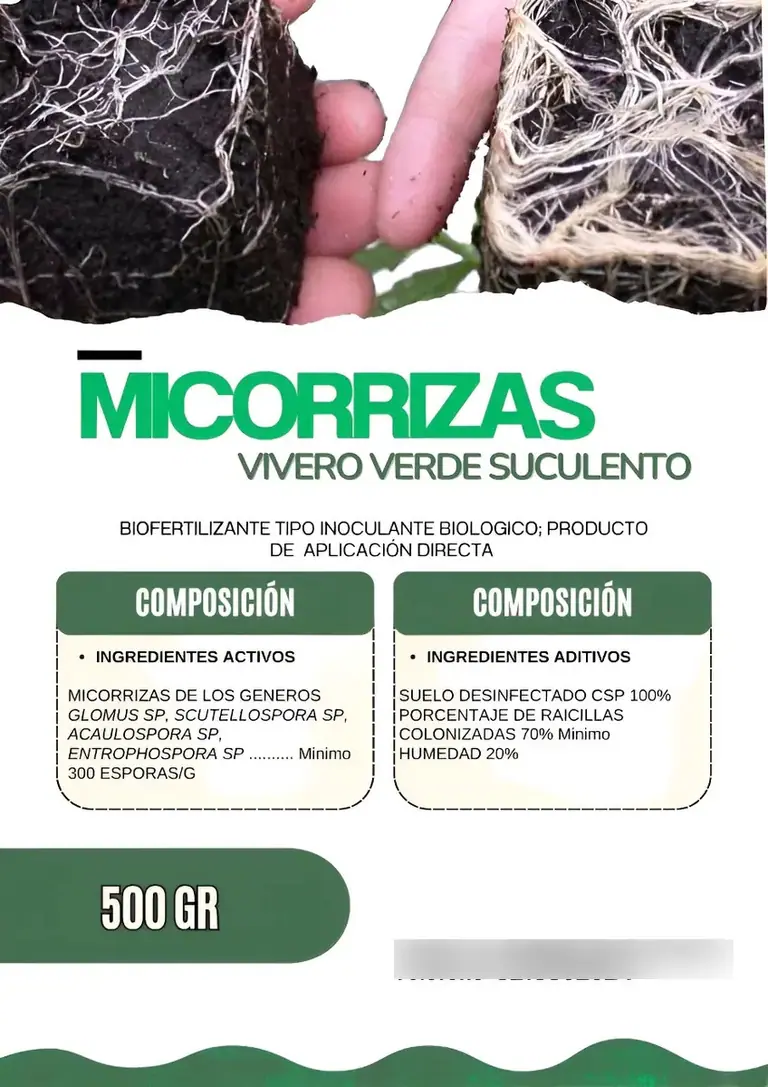 MICORRIZAS
VIVERO VERDE SUCULENTO
BIOFERTILIZANTE TIPO INOCULANTE BIOLOGICO; PRODUCTO
DE APLICACIÓN DIRECTA
COMPOSICIÓN
• INGREDIENTES ACTIVOS
MICORRIZAS DE LOS GENEROS
GLOMUS SP, SCUTELLOSPORA SP,
ACAULOSPORA SP,
ENTROPHOSPORA SP .......... Minimo
300 ESPORAS/G
COMPOSICIÓN
• INGREDIENTES ADITIVOS
SUELO DESINFECTADO CSP 100%
PORCENTAJE DE RAICILLAS
COLONIZADAS 70% Minimo
HUMEDAD 20%
500 GR